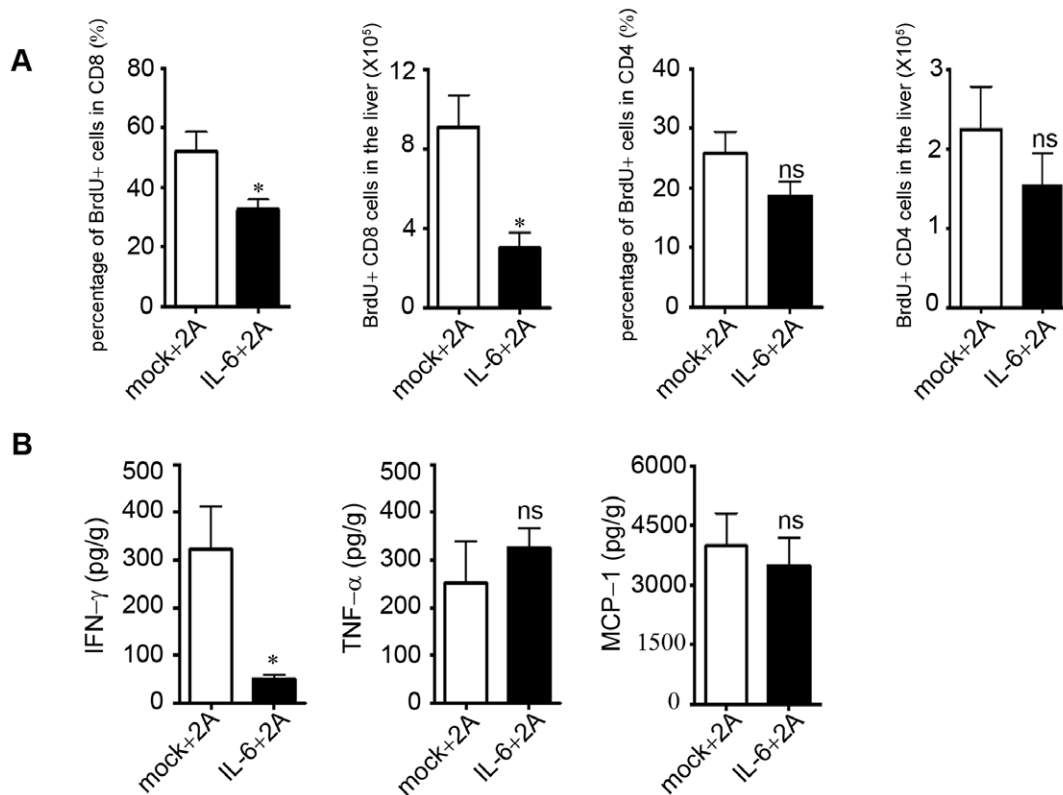 A
percentage of BrdU+ cells in CD8 (%)
80
60
40
20
0
*
mock+2A
IL-6+2A
BrdU+ CD8 cells in the liver (X10⁵)
12
8
4
0
*
mock+2A
IL-6+2A
percentage of BrdU+ cells in CD4 (%)
40
30
20
10
0
ns
mock+2A
IL-6+2A
BrdU+ CD4 cells in the liver (X10⁵)
3
2
1
0
ns
mock+2A
IL-6+2A
B
IFN–γ (pg/g)
500
400
300
200
100
0
*
mock+2A
IL-6+2A
TNF–α (pg/g)
500
400
300
200
100
0
ns
mock+2A
IL-6+2A
MCP–1 (pg/g)
6000
4500
3000
1500
0
ns
mock+2A
IL-6+2A